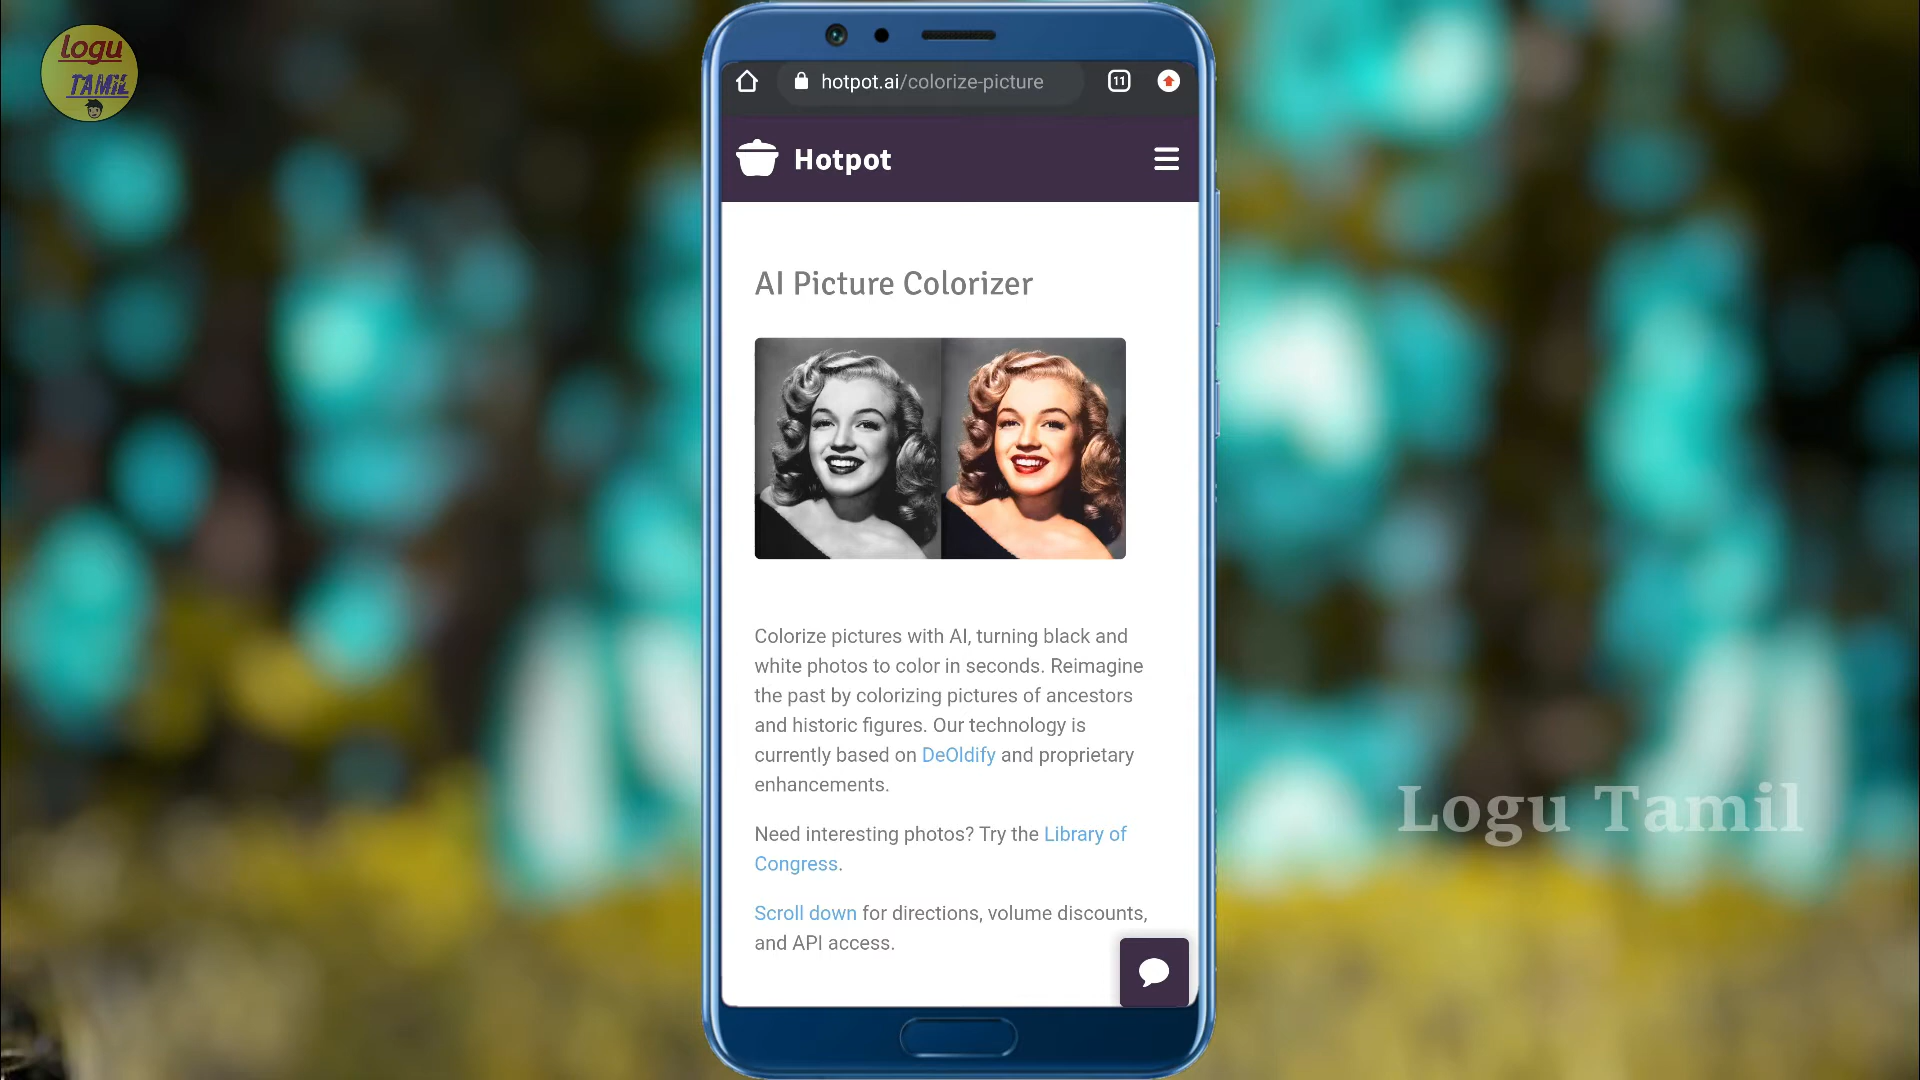 logu
TAMIL
hotpot.ai/colorize-picture
11
Hotpot
AI Picture Colorizer
Colorize pictures with AI, turning black and
white photos to color in seconds. Reimagine
the past by colorizing pictures of ancestors
and historic figures. Our technology is
currently based on DeOldify and proprietary
enhancements.
Need interesting photos? Try the Library of
Congress.
Scroll down for directions, volume discounts,
and API access.
Logu Tamil